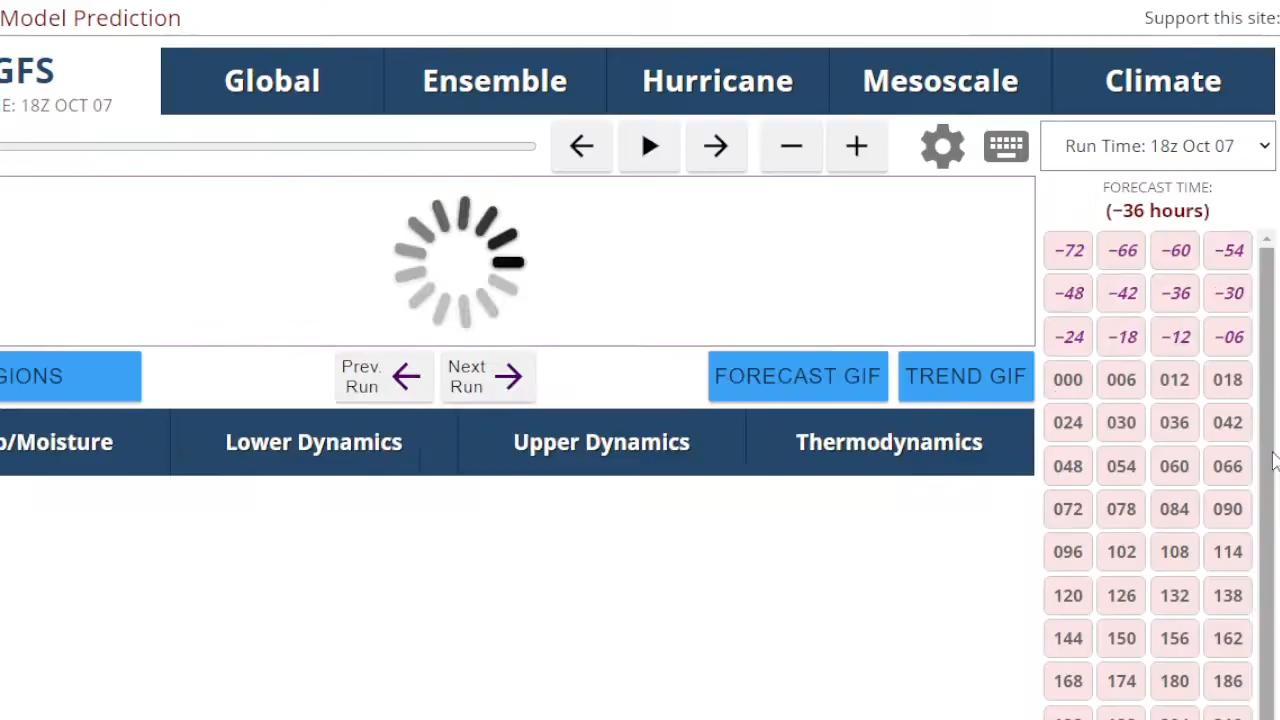 Model Prediction
Support this site:
GFS
E: 18Z OCT 07
Global
Ensemble
Hurricane
Mesoscale
Climate
Run Time: 18z Oct 07
FORECAST TIME:
(−36 hours)
−72 −66 −60 −54
−48 −42 −36 −30
−24 −18 −12 −06
000 006 012 018
024 030 036 042
048 054 060 066
072 078 084 090
096 102 108 114
120 126 132 138
144 150 156 162
168 174 180 186
GIONS
Prev.
Run
Next
Run
FORECAST GIF
TREND GIF
p/Moisture
Lower Dynamics
Upper Dynamics
Thermodynamics